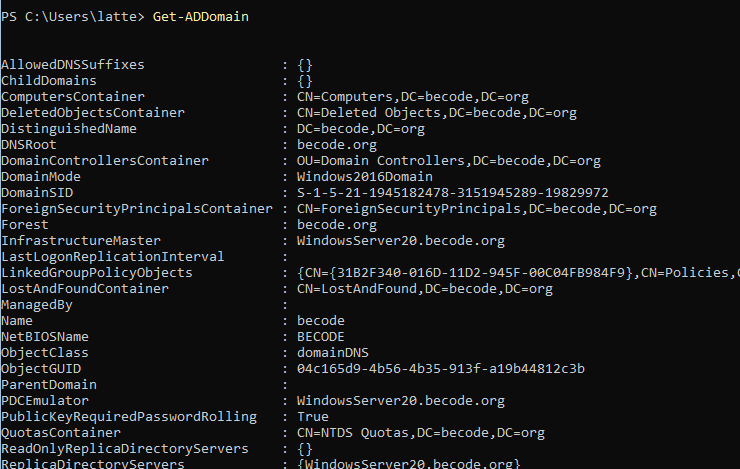 PS C:\Users\latte> Get-ADDomain
AllowedDNSSuffixes : {}
ChildDomains : {}
ComputersContainer : CN=Computers,DC=becode,DC=org
DeletedObjectsContainer : CN=Deleted Objects,DC=becode,DC=org
DistinguishedName : DC=becode,DC=org
DNSRoot : becode.org
DomainControllersContainer : OU=Domain Controllers,DC=becode,DC=org
DomainMode : Windows2016Domain
DomainSID : S-1-5-21-1945182478-3151945289-19829972
ForeignSecurityPrincipalsContainer : CN=ForeignSecurityPrincipals,DC=becode,DC=org
Forest : becode.org
InfrastructureMaster : WindowsServer20.becode.org
LastLogonReplicationInterval :
LinkedGroupPolicyObjects : {CN={31B2F340-016D-11D2-945F-00C04FB984F9},CN=Policies,
LostAndFoundContainer : CN=LostAndFound,DC=becode,DC=org
ManagedBy :
Name : becode
NetBIOSName : BECODE
ObjectClass : domainDNS
ObjectGUID : 04c165d9-4b56-4b35-913f-a19b44812c3b
ParentDomain :
PDCEmulator : WindowsServer20.becode.org
PublicKeyRequiredPasswordRolling : True
QuotasContainer : CN=NTDS Quotas,DC=becode,DC=org
ReadOnlyReplicaDirectoryServers : {}
ReplicaDirectoryServers : {WindowsServer20.becode.org}